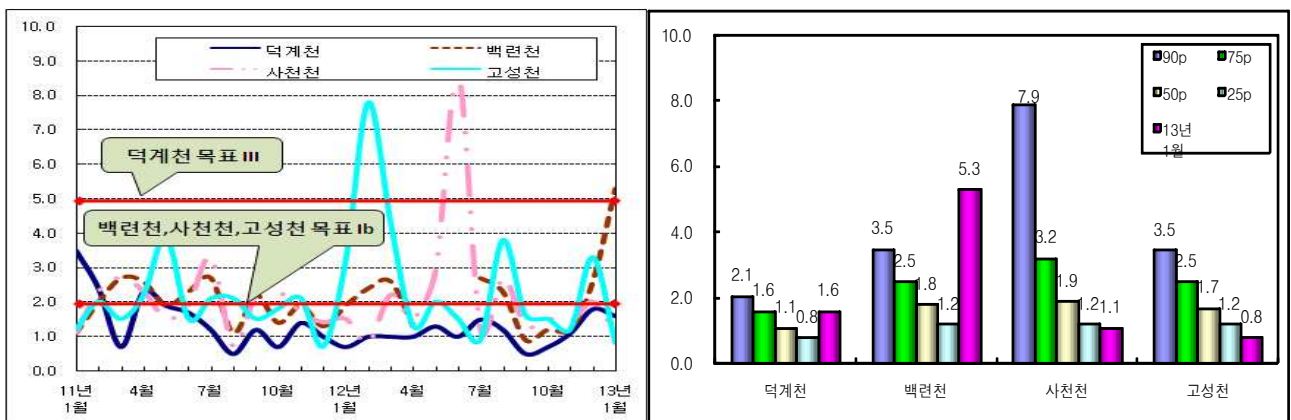 10.0
9.0
8.0
7.0
6.0
5.0
4.0
3.0
2.0
1.0
0.0
덕계천 백련천
사천천 고성천
덕계천 목표 III
백련천,사천천,고성천 목표 Ib
11년 4월 7월 10월 12년 4월 7월 10월 13년
1월 1월 1월
10.0
8.0
6.0
4.0
2.0
0.0
90p 75p
50p 25p
13년
1월
2.1 1.6 1.1 0.8 1.6
3.5 2.5 1.8 1.2 5.3
7.9 3.2 1.9 1.2 1.1
3.5 2.5 1.7 1.2 0.8
덕계천 백련천 사천천 고성천